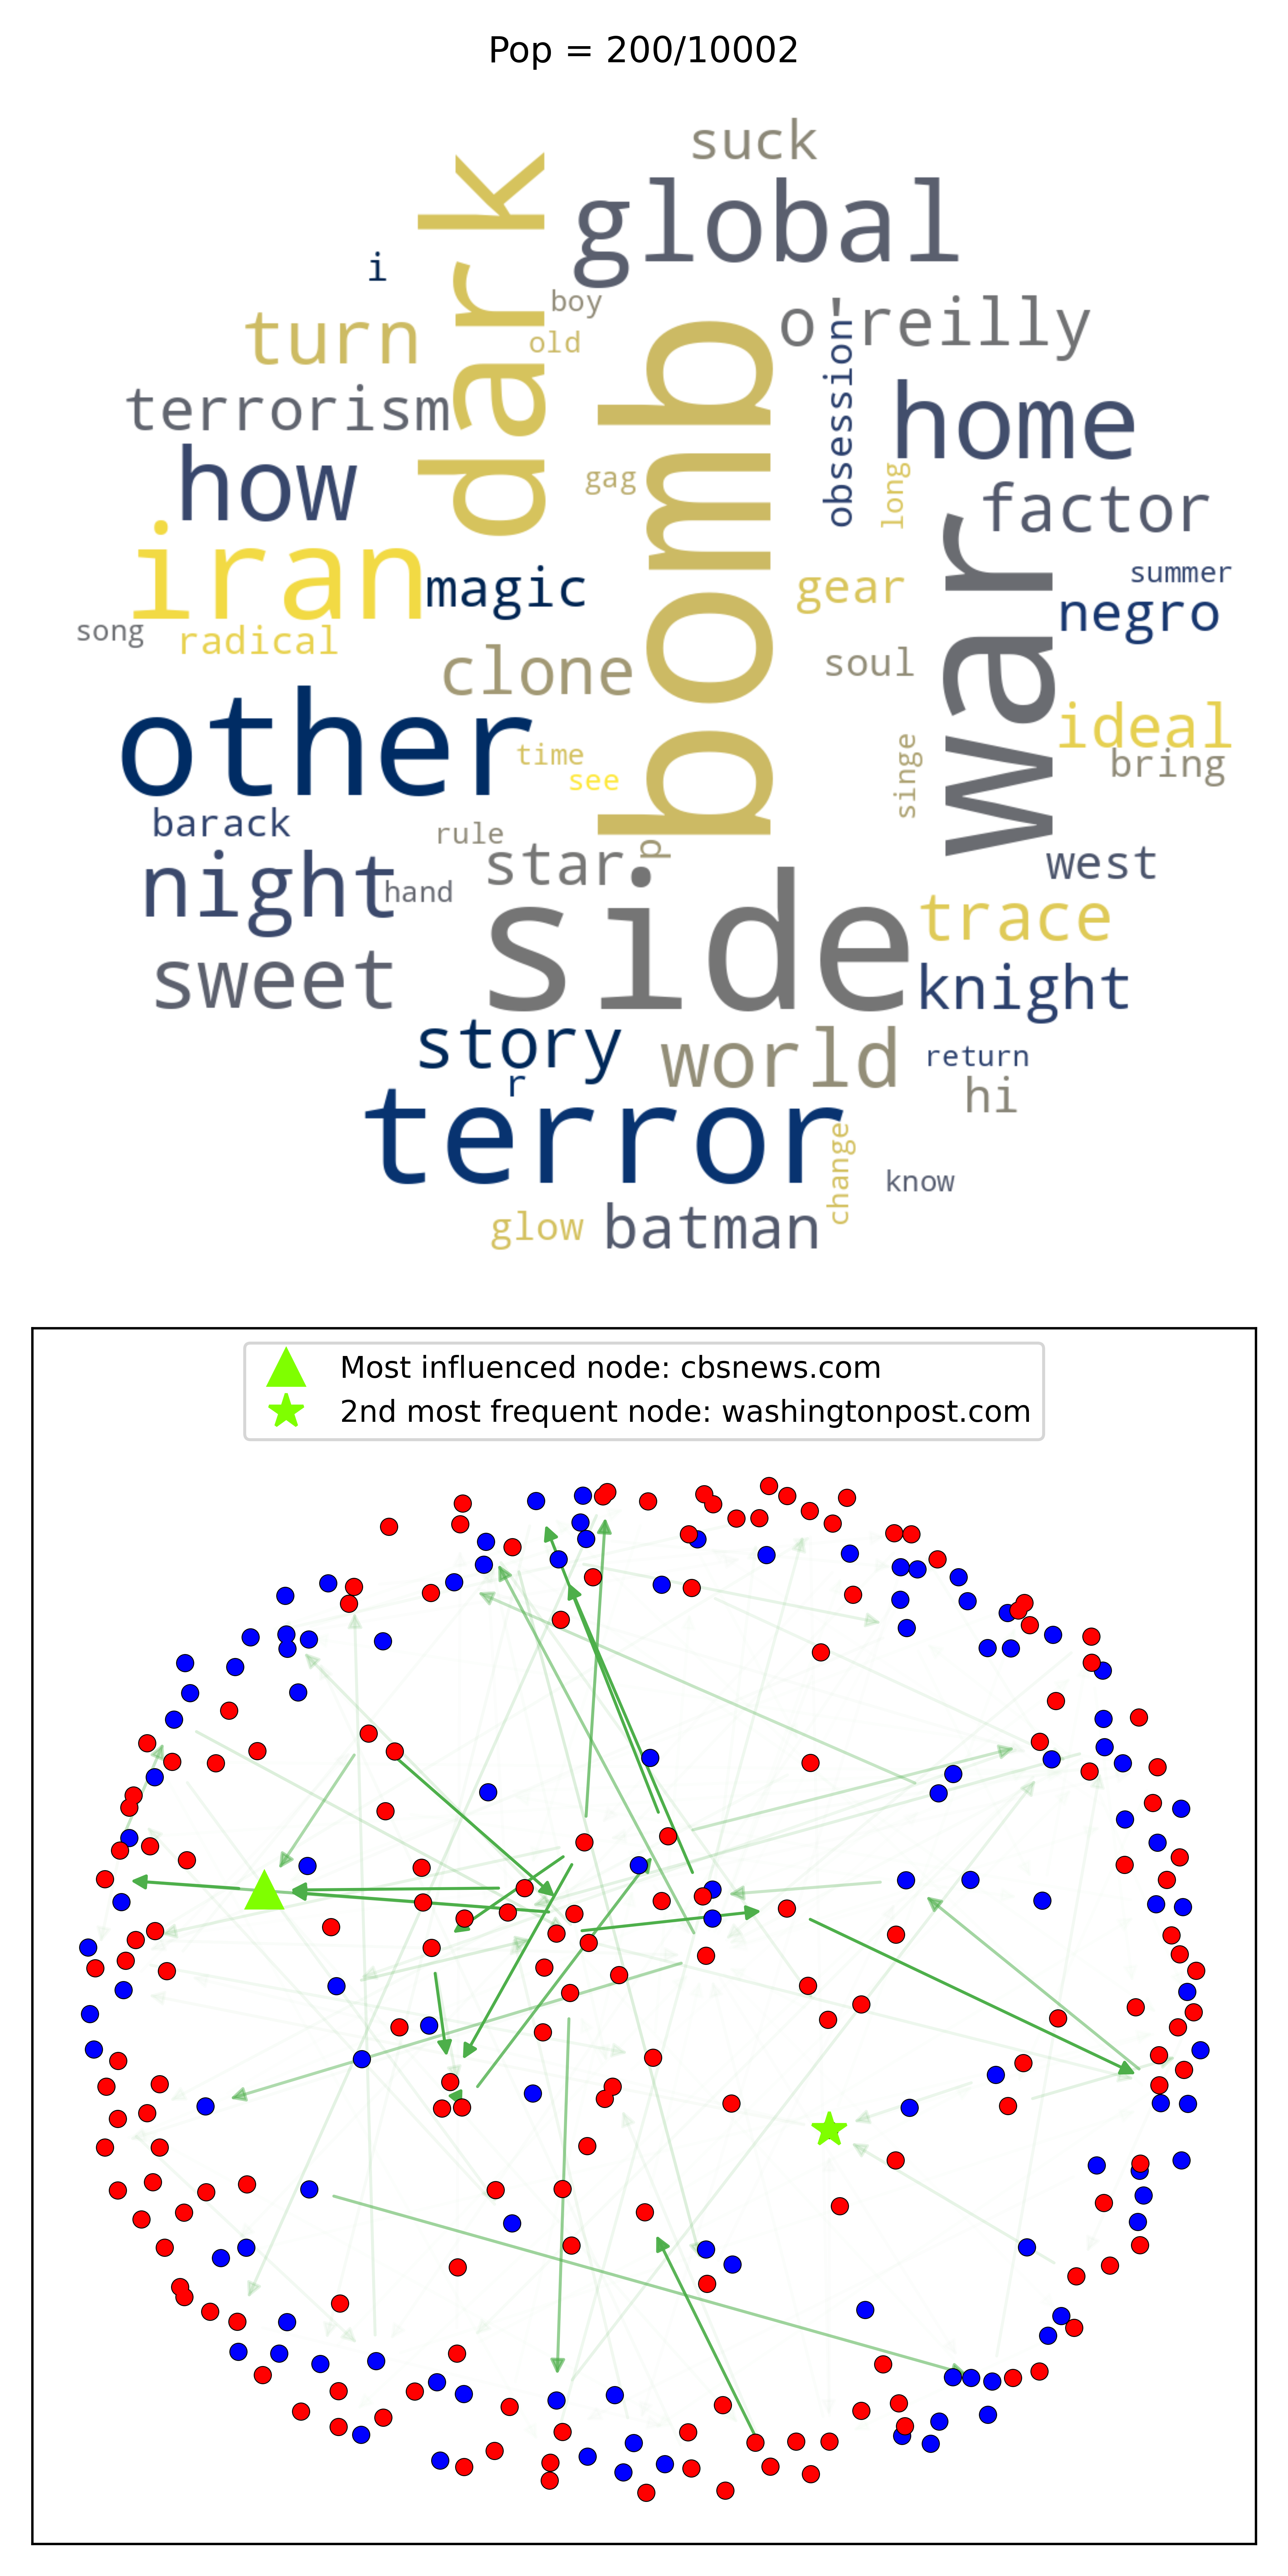 Pop = 200/10002
suck
dark
global
i
boy
o'reilly
turn
old
obsession
terrorism
home
bomb
how
gag
long
factor
iran
war
magic
gear
summer
negro
song
radical
clone
soul
other
ideal
time
see
singe
bring
barack
rule
p
star
west
night
hand
side
trace
sweet
knight
story
world
return
r
hi
terror
change
know
glow
batman
Most influenced node: cbsnews.com
2nd most frequent node: washingtonpost.com